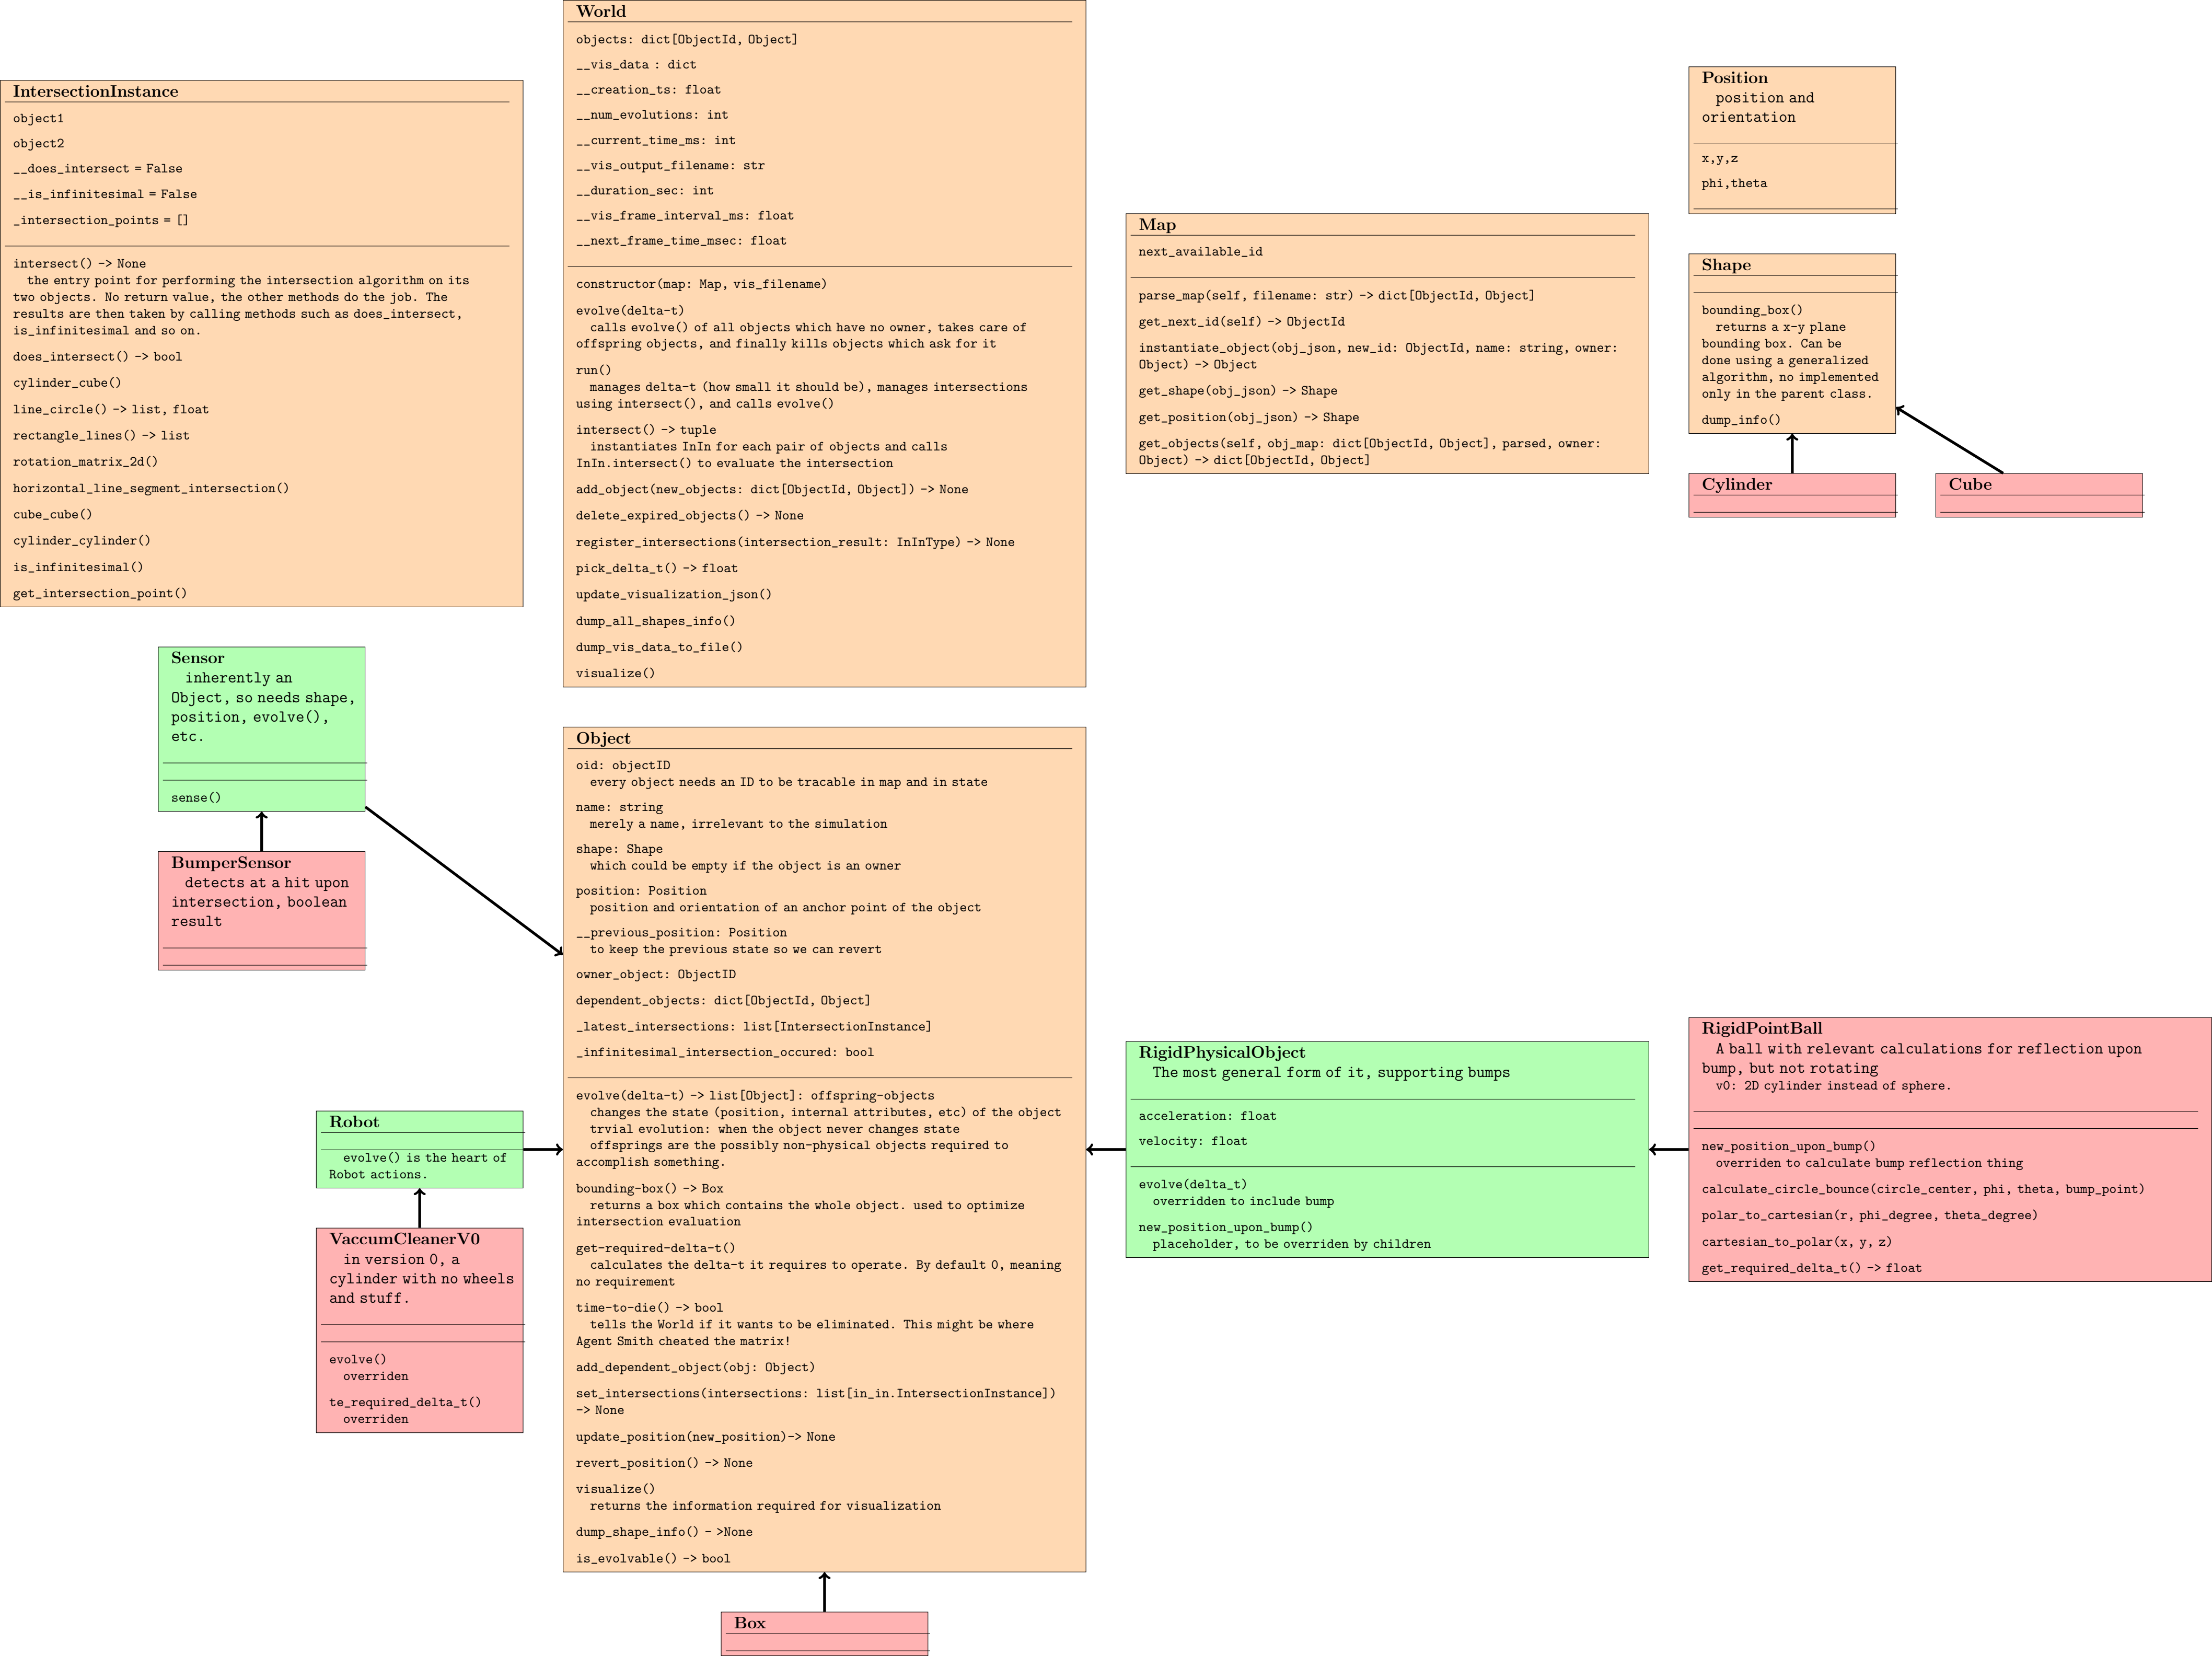 World
objects: dict[ObjectId, Object]
__vis_data : dict
__creation_ts: float
__num_evolutions: int
__current_time_ms: int
__vis_output_filename: str
__duration_sec: int
__vis_frame_interval_ms: float
__next_frame_time_msec: float
constructor(map: Map, vis_filename)
evolve(delta-t)
calls evolve() of all objects which have no owner, takes care of
offspring objects, and finally kills objects which ask for it
run()
manages delta-t (how small it should be), manages intersections
using intersect(), and calls evolve()
intersect() -> tuple
instantiates InIn for each pair of objects and calls
InIn.intersect() to evaluate the intersection
add_object(new_objects: dict[ObjectId, Object]) -> None
delete_expired_objects() -> None
register_intersections(intersection_result: InInType) -> None
pick_delta_t() -> float
update_visualization_json()
dump_all_shapes_info()
dump_vis_data_to_file()
visualize()
IntersectionInstance
object1
object2
__does_intersect = False
__is_infinitesimal = False
_intersection_points = []
intersect() -> None
the entry point for performing the intersection algorithm on its
two objects. No return value, the other methods do the job. The
results are then taken by calling methods such as does_intersect,
is_infinitesimal and so on.
does_intersect() -> bool
cylinder_cube()
line_circle() -> list, float
rectangle_lines() -> list
rotation_matrix_2d()
horizontal_line_segment_intersection()
cube_cube()
cylinder_cylinder()
is_infinitesimal()
get_intersection_point()
Position
position and
orientation
x,y,z
phi,theta
Map
next_available_id
parse_map(self, filename: str) -> dict[ObjectId, Object]
get_next_id(self) -> ObjectId
instantiate_object(obj_json, new_id: ObjectId, name: string, owner:
Object) -> Object
get_shape(obj_json) -> Shape
get_position(obj_json) -> Shape
get_objects(self, obj_map: dict[ObjectId, Object], parsed, owner:
Object) -> dict[ObjectId, Object]
Shape
bounding_box()
returns a x-y plane
bounding box. Can be
done using a generalized
algorithm, no implemented
only in the parent class.
dump_info()
Cylinder
Cube
Sensor
inherently an
Object, so needs shape,
position, evolve(),
etc.
sense()
BumperSensor
detects at a hit upon
intersection, boolean
result
Object
oid: objectID
every object needs an ID to be tracable in map and in state
name: string
merely a name, irrelevant to the simulation
shape: Shape
which could be empty if the object is an owner
position: Position
position and orientation of an anchor point of the object
__previous_position: Position
to keep the previous state so we can revert
owner_object: ObjectID
dependent_objects: dict[ObjectId, Object]
_latest_intersections: list[IntersectionInstance]
_infinitesimal_intersection_occured: bool
evolve(delta-t) -> list[Object]: offspring-objects
changes the state (position, internal attributes, etc) of the object
trvial evolution: when the object never changes state
offsprings are the possibly non-physical objects required to
accomplish something.
bounding-box() -> Box
returns a box which contains the whole object. used to optimize
intersection evaluation
get-required-delta-t()
calculates the delta-t it requires to operate. By default 0, meaning
no requirement
time-to-die() -> bool
tells the World if it wants to be eliminated. This might be where
Agent Smith cheated the matrix!
add_dependent_object(obj: Object)
set_intersections(intersections: list[in_in.IntersectionInstance])
-> None
update_position(new_position)-> None
revert_position() -> None
visualize()
returns the information required for visualization
dump_shape_info() - >None
is_evolvable() -> bool
Robot
evolve() is the heart of
Robot actions.
VaccumCleanerV0
in version 0, a
cylinder with no wheels
and stuff.
evolve()
overriden
te_required_delta_t()
overriden
RigidPhysicalObject
The most general form of it, supporting bumps
acceleration: float
velocity: float
evolve(delta_t)
overridden to include bump
new_position_upon_bump()
placeholder, to be overriden by children
RigidPointBall
A ball with relevant calculations for reflection upon
bump, but not rotating
v0: 2D cylinder instead of sphere.
new_position_upon_bump()
overriden to calculate bump reflection thing
calculate_circle_bounce(circle_center, phi, theta, bump_point)
polar_to_cartesian(r, phi_degree, theta_degree)
cartesian_to_polar(x, y, z)
get_required_delta_t() -> float
Box